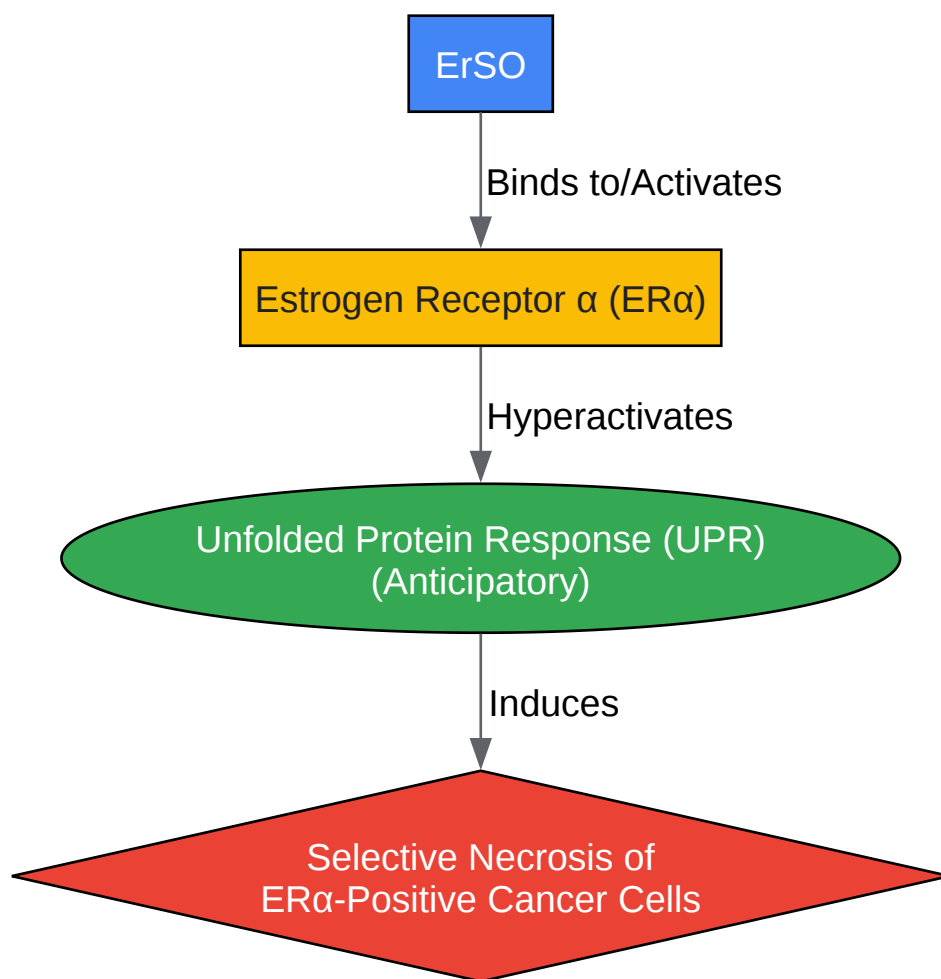 ErSO
Binds to/Activates
Estrogen Receptor α (ERα)
Hyperactivates
Unfolded Protein Response (UPR)
(Anticipatory)
Induces
Selective Necrosis of
ERα-Positive Cancer Cells